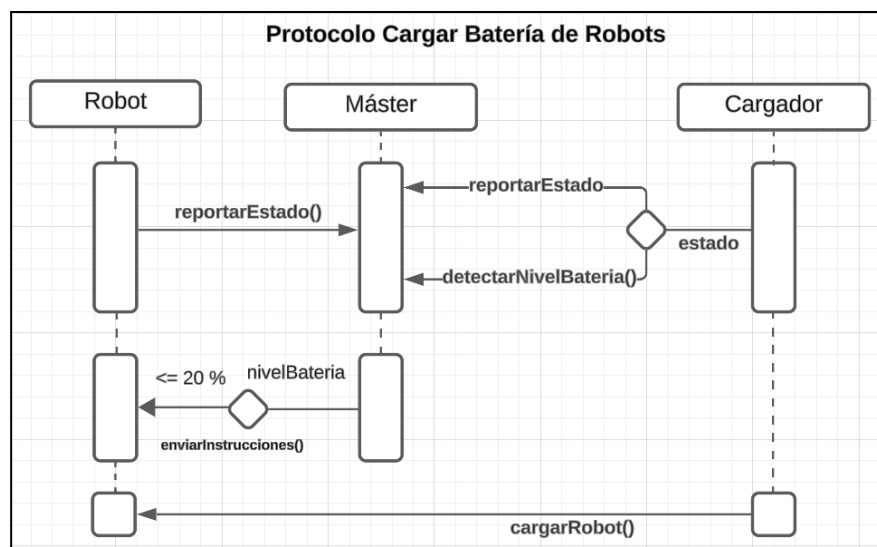 Protocolo Cargar Batería de Robots
Robot
Máster
Cargador
reportarEstado
reportarEstado()
estado
detectarNivelBateria()
nivelBateria
<= 20 %
enviarInstrucciones()
cargarRobot()